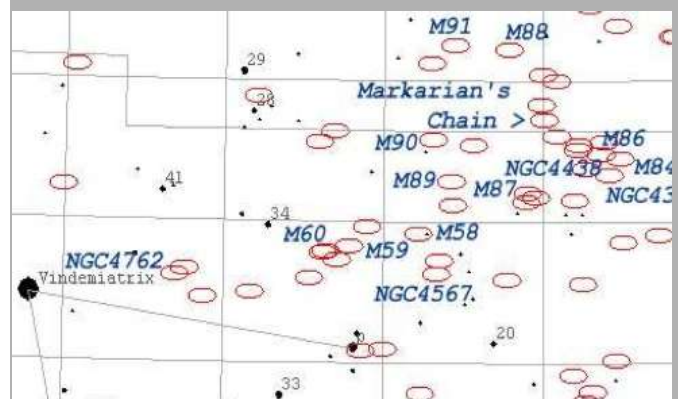 M91
M88
29
Markarian's
28
Chain >
M90
M86
NGC4438
M84
41
M89
M87
NGC43
34
M60
M58
M59
NGC4762
Vindemiatrix
NGC4567
20
33